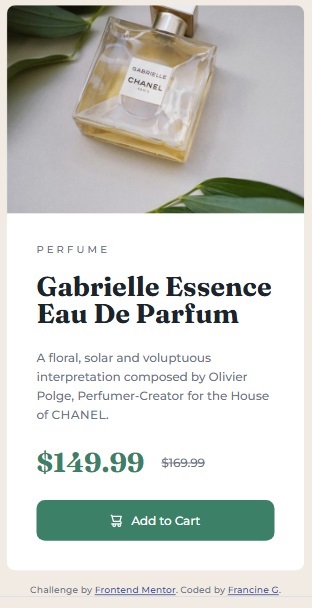 GABRIELLE
CHANEL
PARIS
PERFUME
Gabrielle Essence
Eau De Parfum
A floral, solar and voluptuous
interpretation composed by Olivier
Polge, Perfumer-Creator for the House
of CHANEL.
$149.99 $169.99
Add to Cart
Challenge by Frontend Mentor. Coded by Francine G.